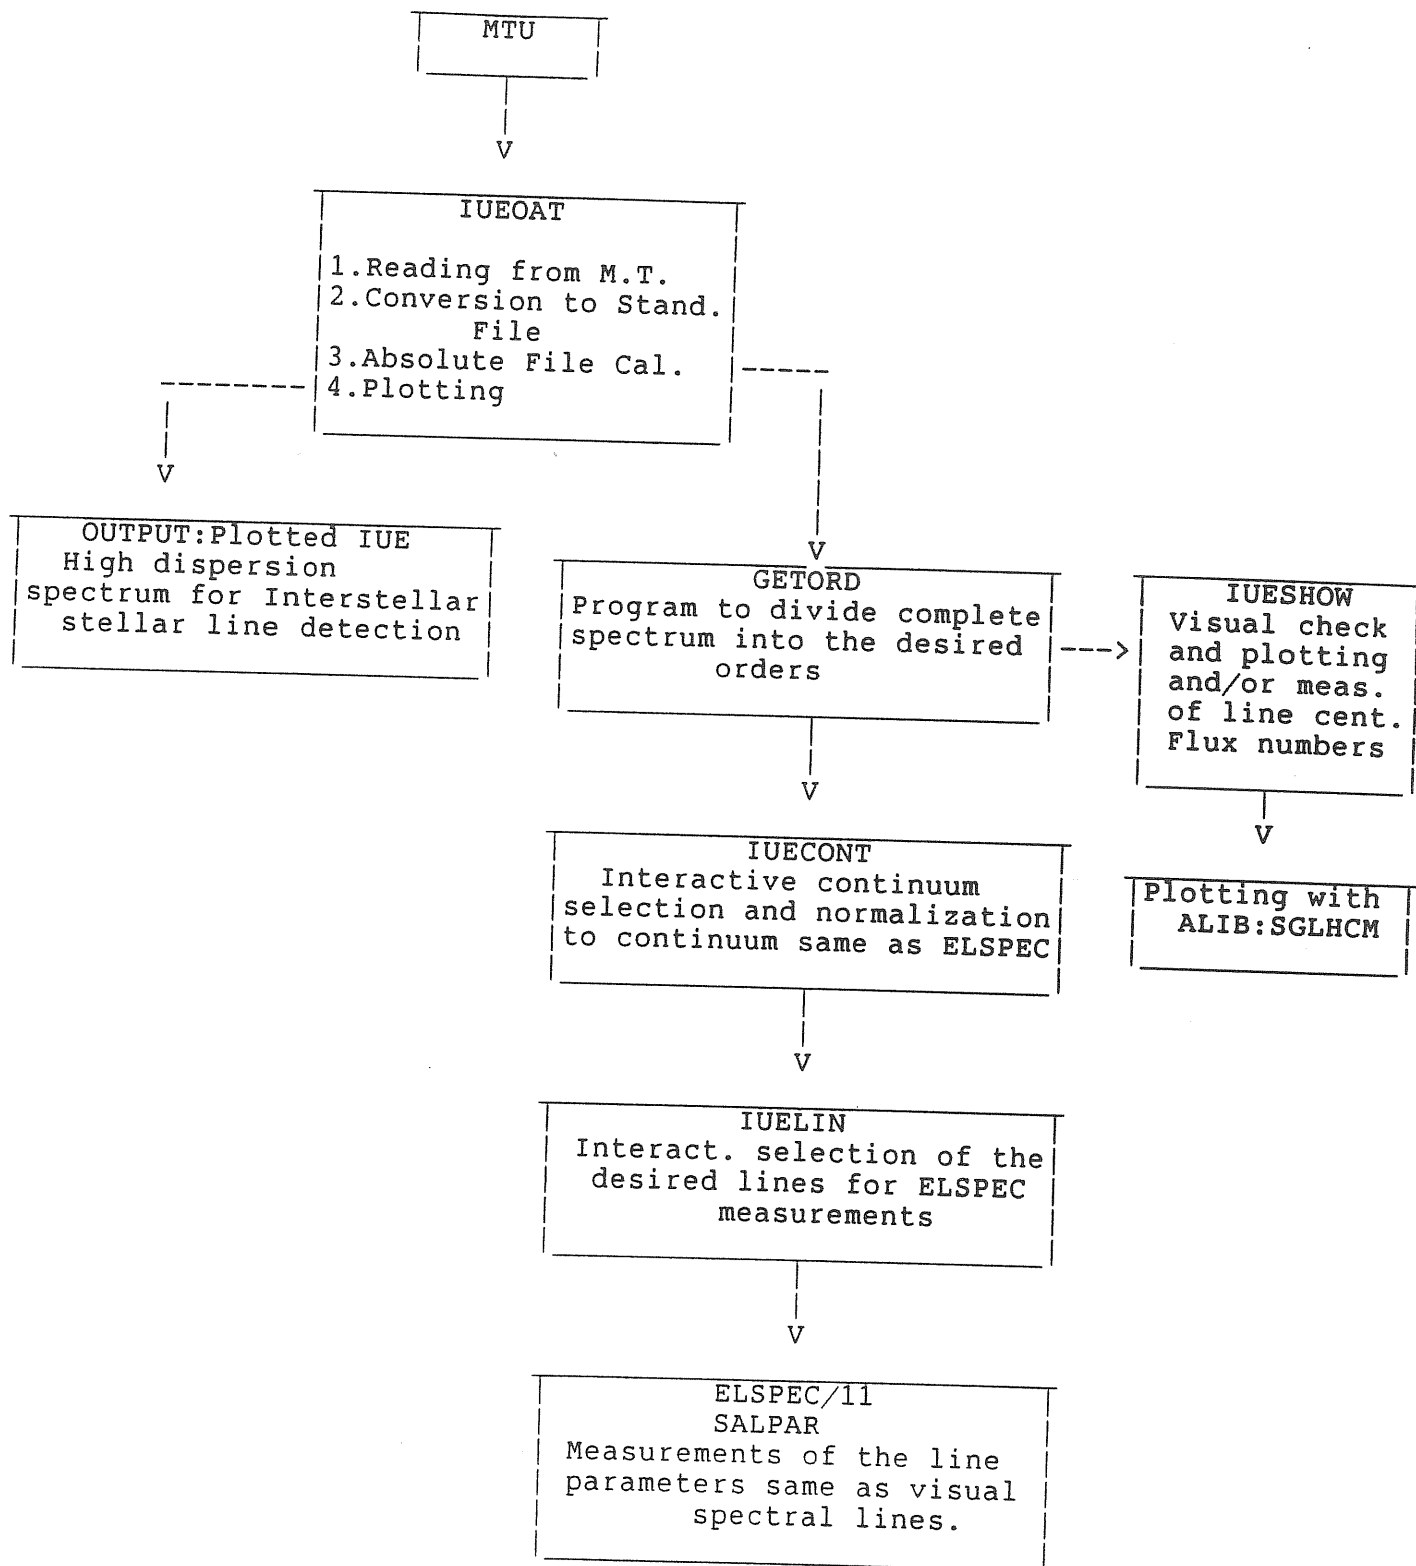 MTU
V
IUEOAT
1.Reading from M.T.
2.Conversion to Stand.
File
3.Absolute File Cal.
4.Plotting
V
OUTPUT:Plotted IUE
High dispersion
spectrum for Interstellar
stellar line detection
V
GETORD
Program to divide complete
spectrum into the desired
orders
--->
IUESHOW
Visual check
and plotting
and/or meas.
of line cent.
Flux numbers
V
Plotting with
ALIB:SGLHCM
V
IUECONT
Interactive continuum
selection and normalization
to continuum same as ELSPEC
V
IUELIN
Interact. selection of the
desired lines for ELSPEC
measurements
V
ELSPEC/11
SALPAR
Measurements of the line
parameters same as visual
spectral lines.